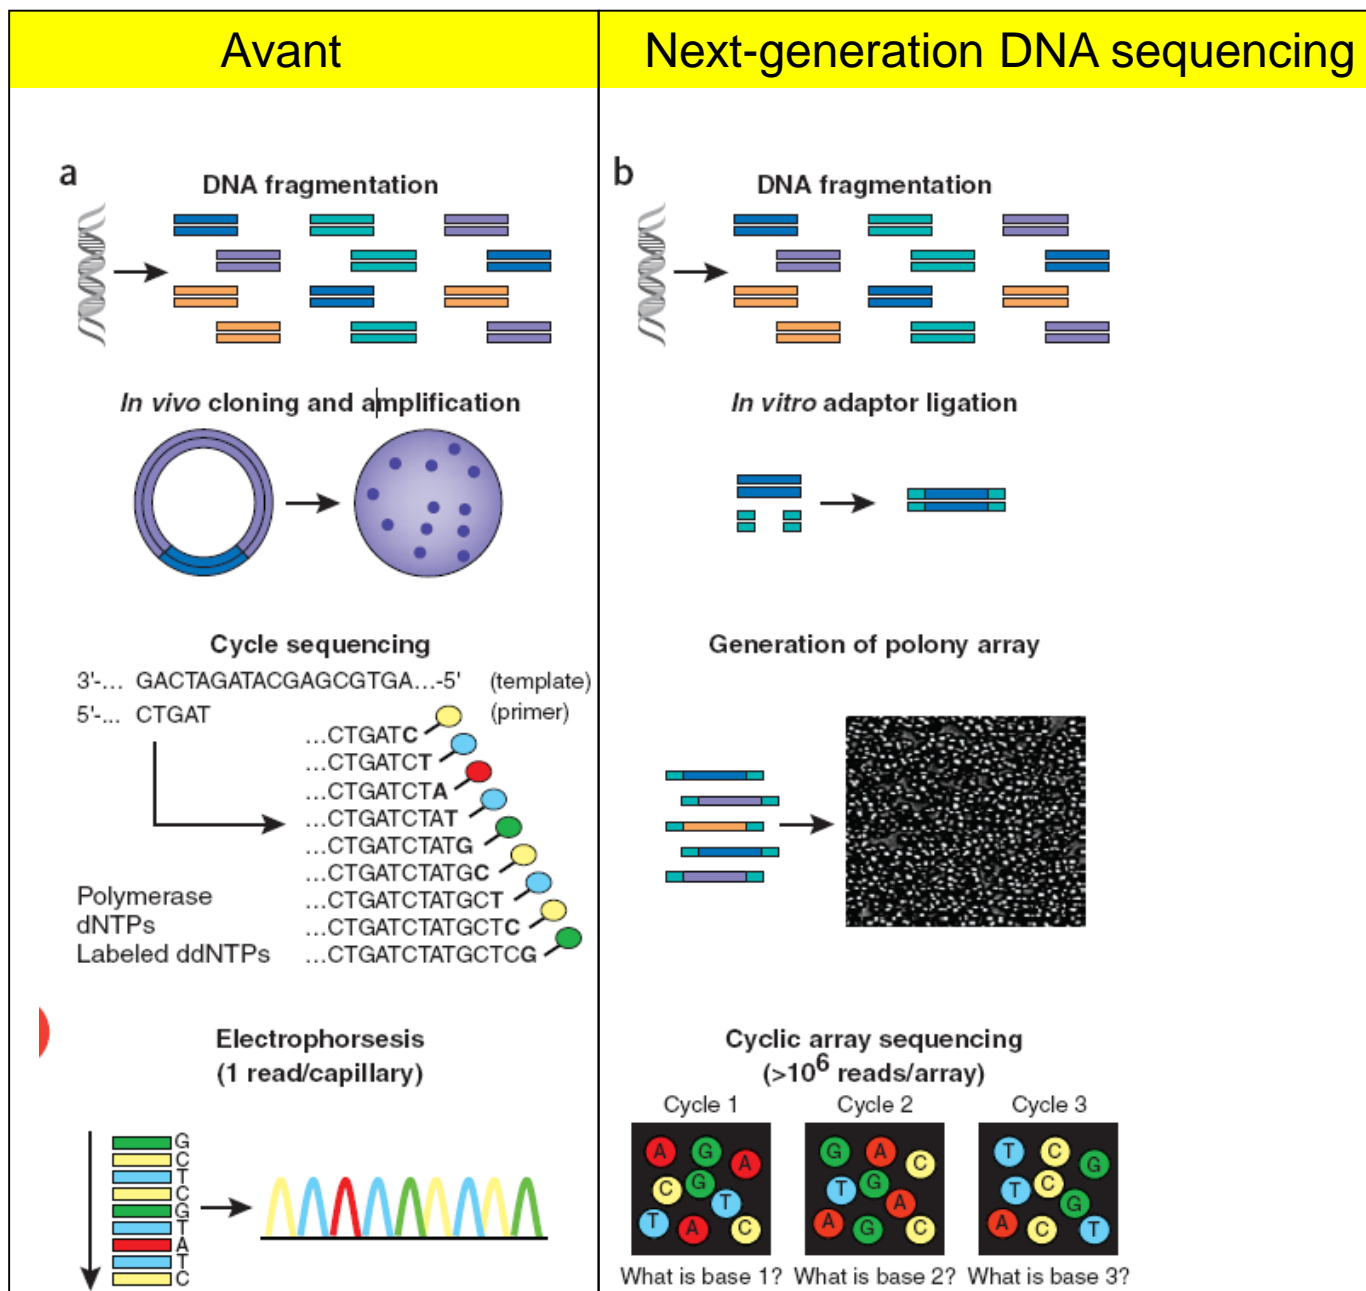 Avant
Next-generation DNA sequencing
a
DNA fragmentation
In vivo cloning and amplification
Cycle sequencing
3'-... GACTAGATACGAGCGTGA...-5' (template)
5'-... CTGAT (primer)
...CTGATC
...CTGATCT
...CTGATCTA
...CTGATCTAT
...CTGATCTATG
...CTGATCTATGC
...CTGATCTATGCT
...CTGATCTATGCTC
...CTGATCTATGCTCG
Polymerase
dNTPs
Labeled ddNTPs
Electrophorsesis
(1 read/capillary)
G
C
T
C
G
T
A
T
C
b
DNA fragmentation
In vitro adaptor ligation
Generation of polony array
Cyclic array sequencing
(>10⁶ reads/array)
Cycle 1 Cycle 2 Cycle 3
A G A
C G T
T A C
G A C
T G A
A G C
T C G
T C G
A C T
What is base 1? What is base 2? What is base 3?